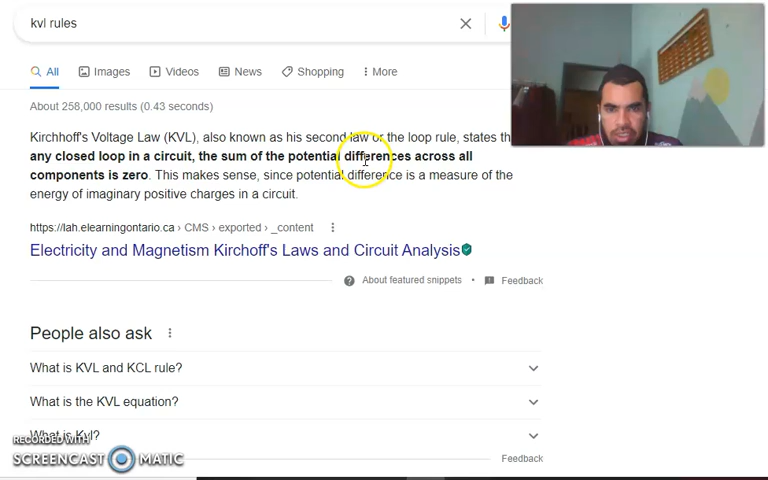 kvl rules
All Images Videos News Shopping More
About 258,000 results (0.43 seconds)
Kirchhoff's Voltage Law (KVL), also known as his second law or the loop rule, states th
any closed loop in a circuit, the sum of the potential differences across all
components is zero. This makes sense, since potential difference is a measure of the
energy of imaginary positive charges in a circuit.
https://lah.elearningontario.ca › CMS › exported › _content
Electricity and Magnetism Kirchoff's Laws and Circuit Analysis
About featured snippets • Feedback
People also ask
What is KVL and KCL rule?
What is the KVL equation?
What is Kvl?
RECORDED WITH
SCREENCAST MATIC
Feedback